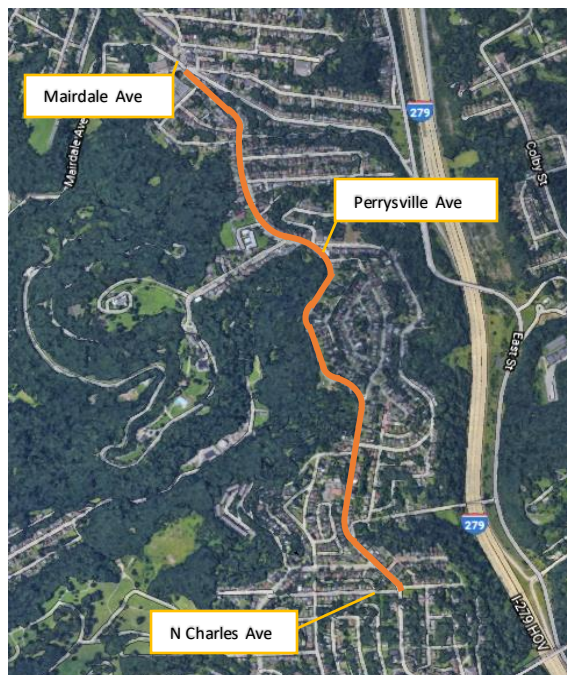 Mairdale Ave
279
Colby St
Mairdale Ave
Perrysville Ave
East St
279
N Charles Ave
I-279 HOV